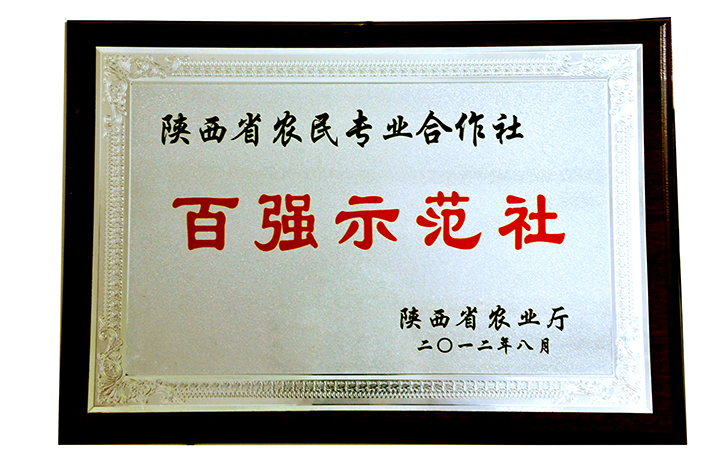 陕西省农民专业合作社
百强示范社
陕西省农业厅
二〇一二年八月